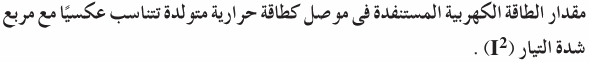 مقدار الطاقة الكهربية المستنفدة فى موصل كطاقة حرارية متولدة تتناسب عكسيًا مع مربع
شدة التيار (I²) .